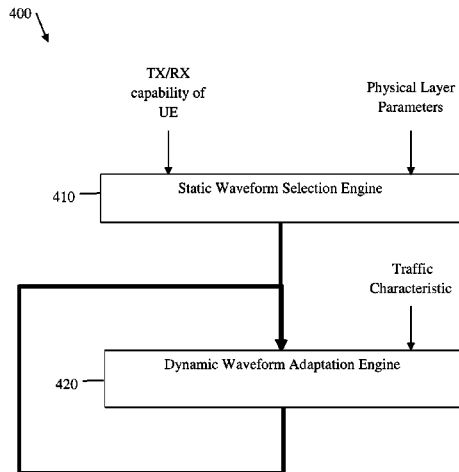 400
TX/RX
capability of
UE
Physical Layer
Parameters
410
Static Waveform Selection Engine
Traffic
Characteristic
Dynamic Waveform Adaptation Engine
420